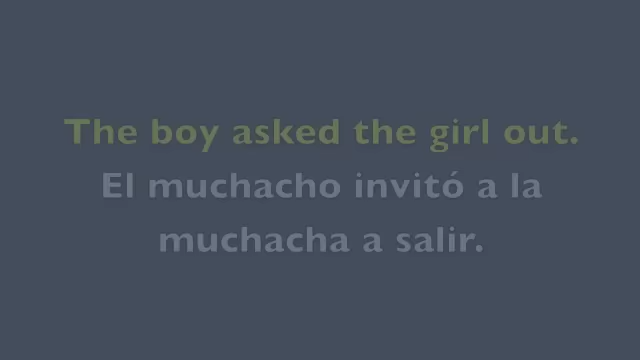 The boy asked the girl out.
El muchacho invitó a la
muchacha a salir.